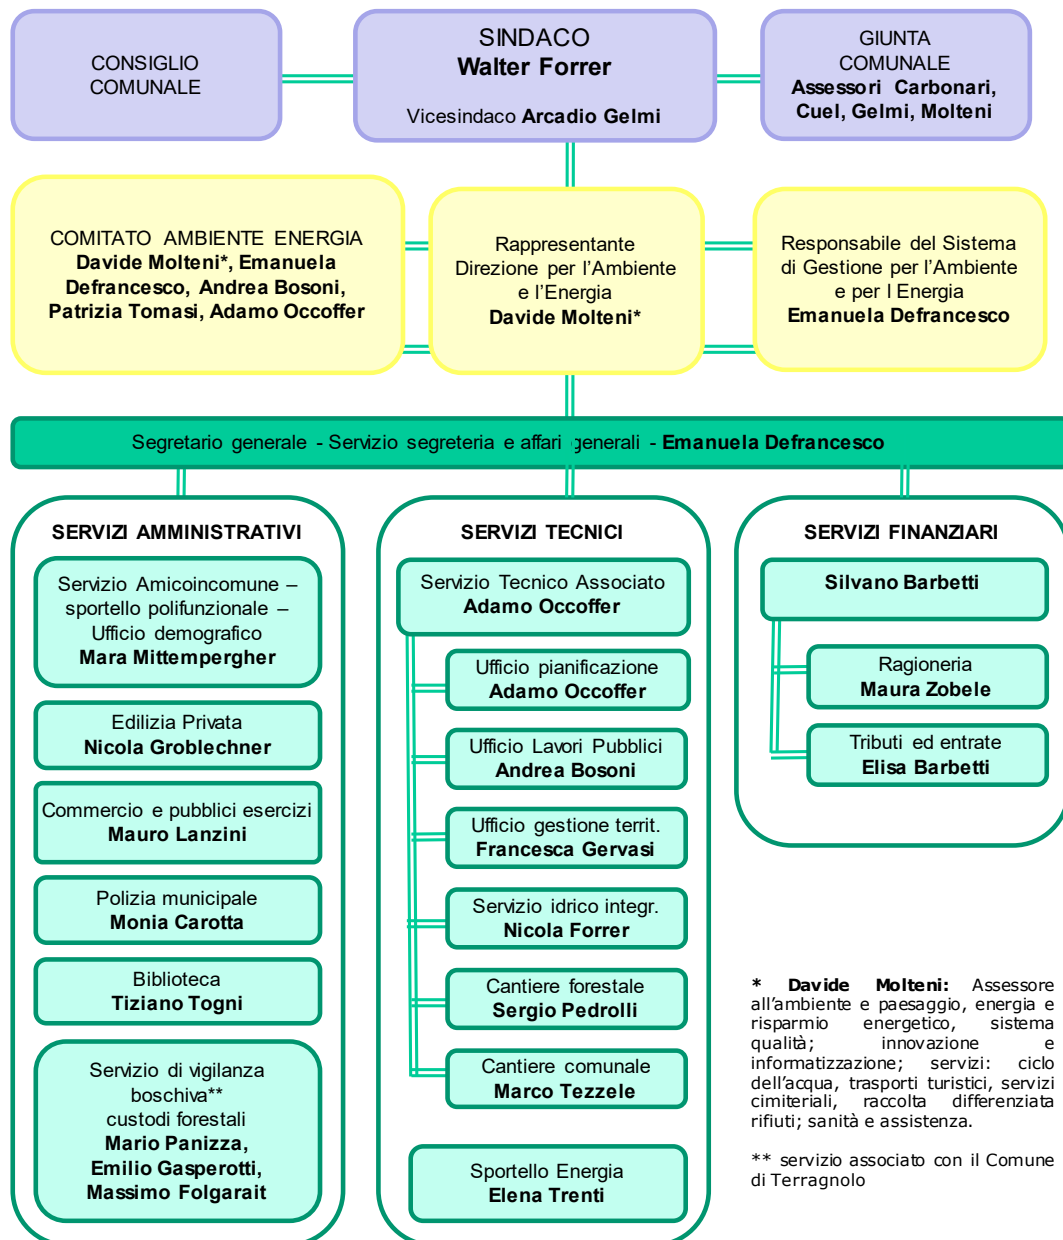 CONSIGLIO
COMUNALE
SINDACO
Walter Forrer
Vicesindaco Arcadio Gelmi
GIUNTA
COMUNALE
Assessori Carbonari,
Cuel, Gelmi, Molteni
COMITATO AMBIENTE ENERGIA
Davide Molteni*, Emanuela
Defrancesco, Andrea Bosoni,
Patrizia Tomasi, Adamo Occoffer
Rappresentante
Direzione per l'Ambiente
e l'Energia
Davide Molteni*
Responsabile del Sistema
di Gestione per l'Ambiente
e per l Energia
Emanuela Defrancesco
Segretario generale - Servizio segreteria e affari generali - Emanuela Defrancesco
SERVIZI AMMINISTRATIVI
Servizio Amicoincomune –
sportello polifunzionale –
Ufficio demografico
Mara Mittempergher
Edilizia Privata
Nicola Groblechner
Commercio e pubblici esercizi
Mauro Lanzini
Polizia municipale
Monia Carotta
Biblioteca
Tiziano Togni
Servizio di vigilanza
boschiva**
custodi forestali
Mario Panizza,
Emilio Gasperotti,
Massimo Folgarait
SERVIZI TECNICI
Servizio Tecnico Associato
Adamo Occoffer
Ufficio pianificazione
Adamo Occoffer
Ufficio Lavori Pubblici
Andrea Bosoni
Ufficio gestione territ.
Francesca Gervasi
Servizio idrico integr.
Nicola Forrer
Cantiere forestale
Sergio Pedrolli
Cantiere comunale
Marco Tezzele
Sportello Energia
Elena Trenti
SERVIZI FINANZIARI
Silvano Barbetti
Ragioneria
Maura Zobele
Tributi ed entrate
Elisa Barbetti
* Davide Molteni: Assessore
all'ambiente e paesaggio, energia e
risparmio energetico, sistema
qualità; innovazione e
informatizzazione; servizi: ciclo
dell'acqua, trasporti turistici, servizi
cimiteriali, raccolta differenziata
rifiuti; sanità e assistenza.
** servizio associato con il Comune
di Terragnolo